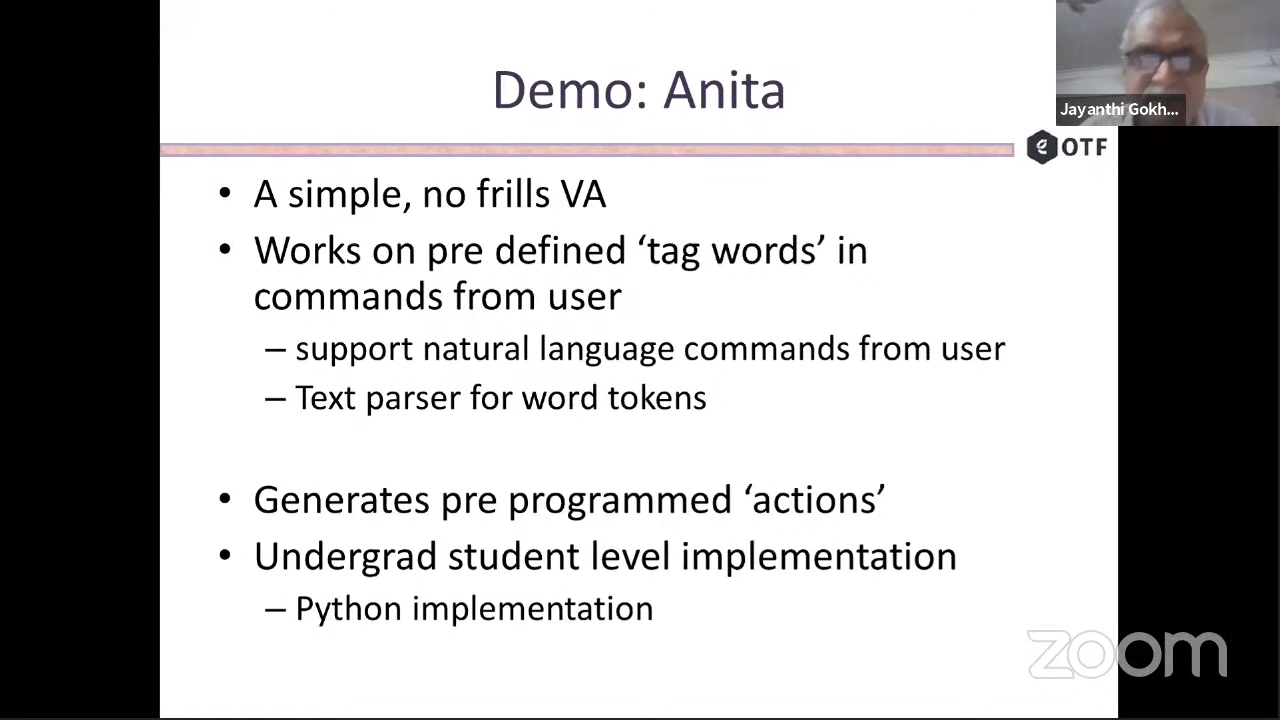 Demo: Anita
Jayanthi Gokh...
OTF
• A simple, no frills VA
• Works on pre defined ‘tag words’ in
commands from user
– support natural language commands from user
– Text parser for word tokens
• Generates pre programmed ‘actions’
• Undergrad student level implementation
– Python implementation
zoom